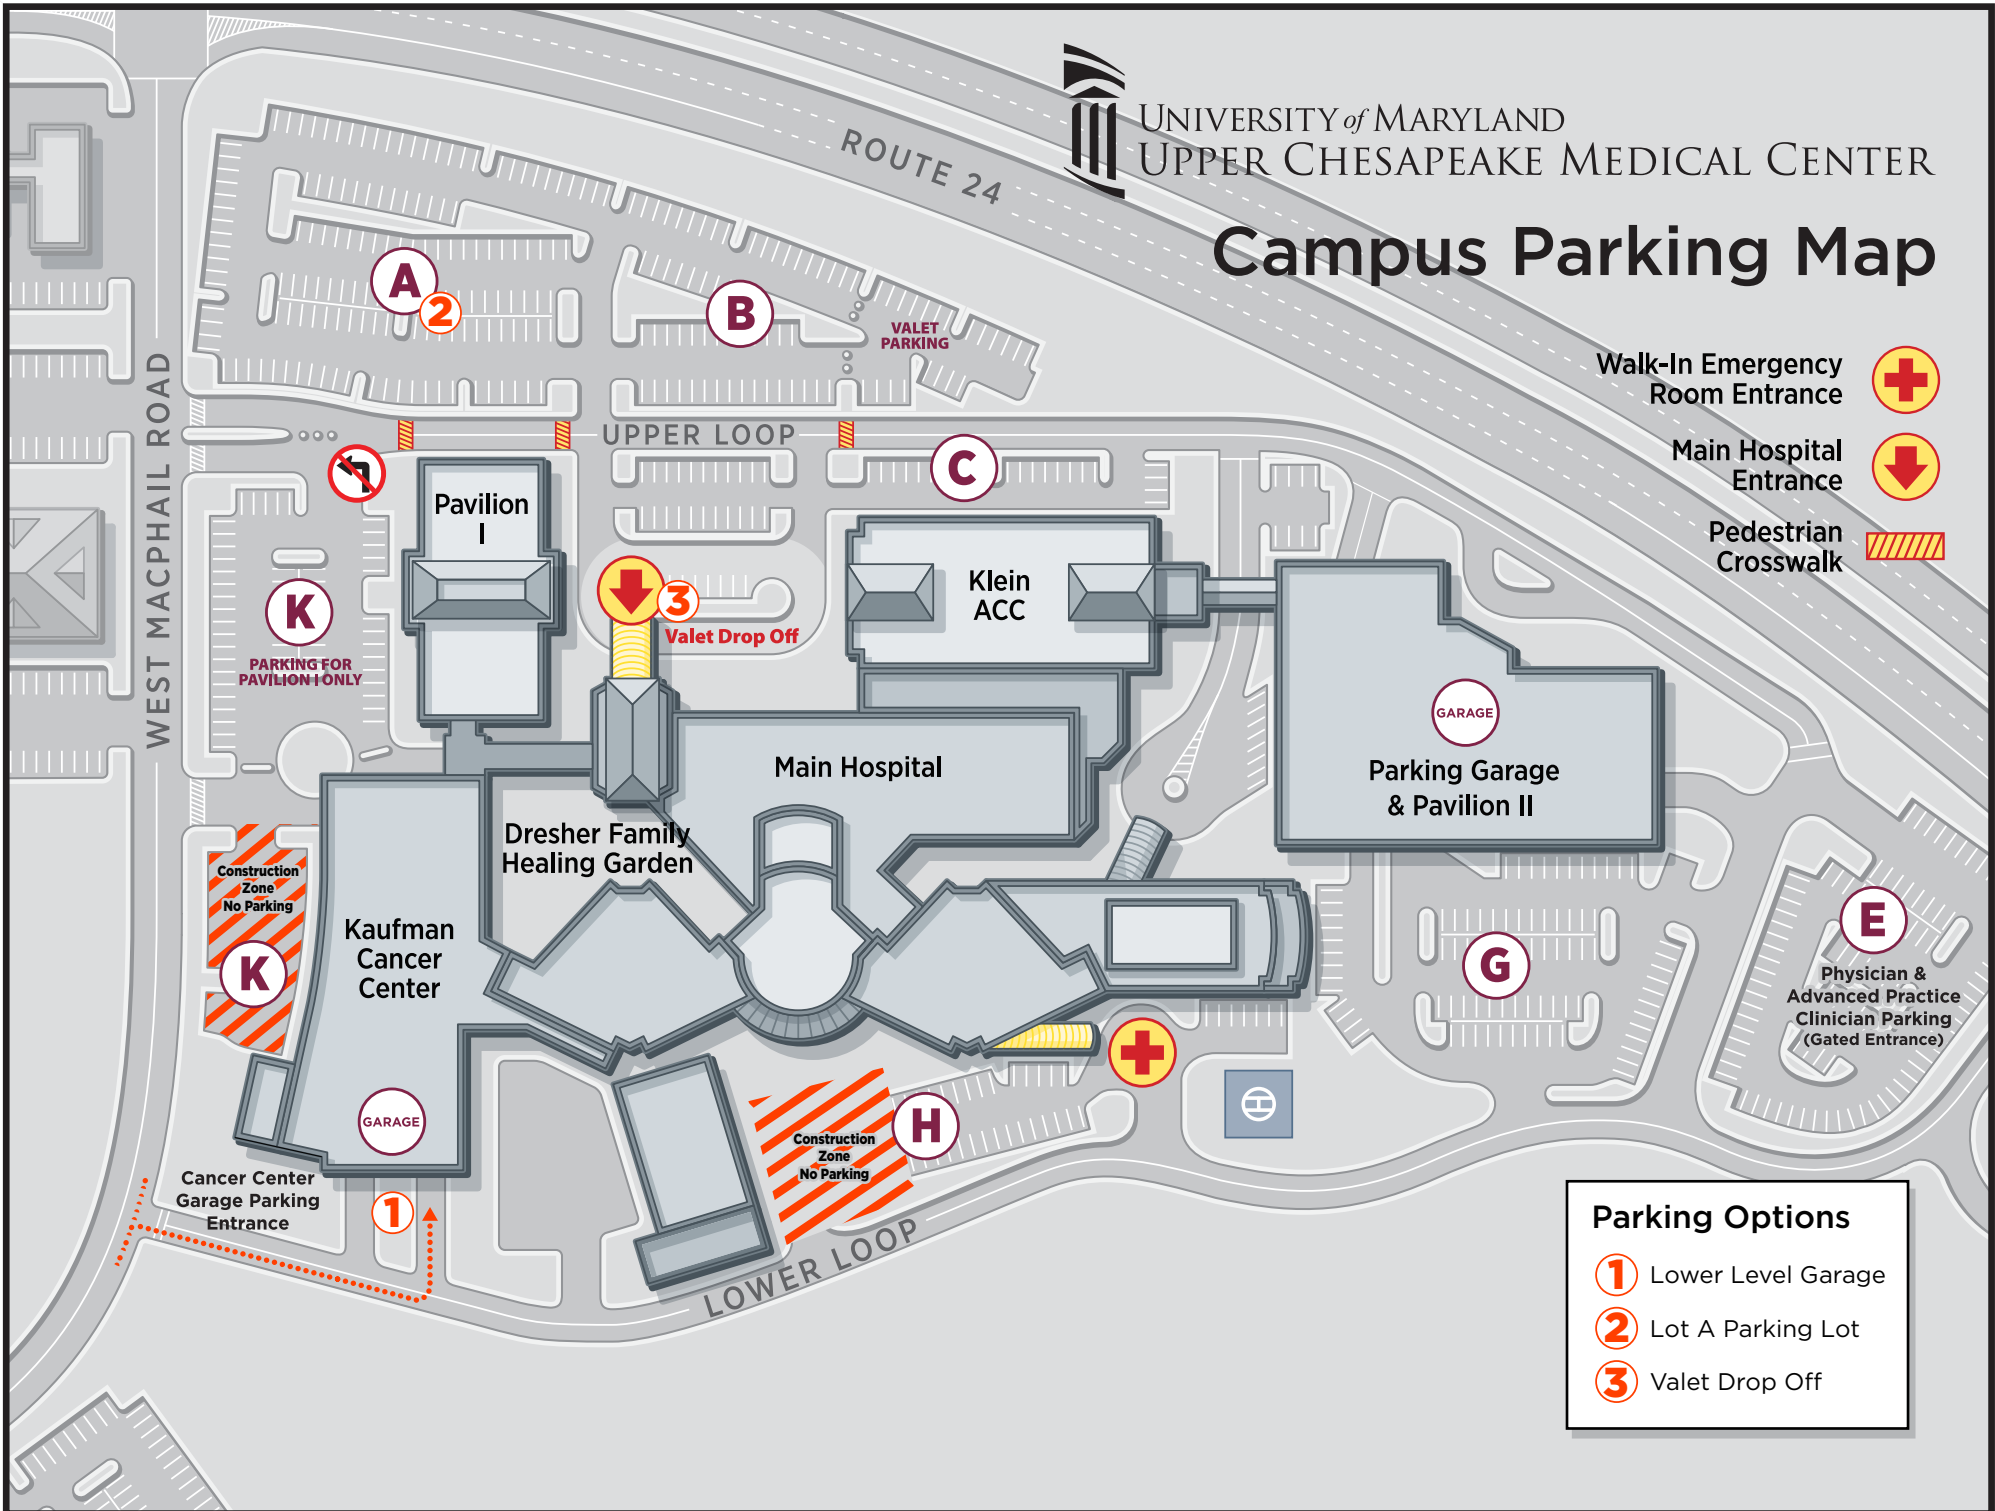 UNIVERSITY of MARYLAND
UPPER CHESAPEAKE MEDICAL CENTER
Campus Parking Map
ROUTE 24
Walk-In Emergency
Room Entrance
Main Hospital
Entrance
Pedestrian
Crosswalk
A
2
B
VALET
PARKING
WEST MACPHAIL ROAD
UPPER LOOP
C
Pavilion
I
K
PARKING FOR
PAVILION I ONLY
3
Valet Drop Off
Klein
ACC
GARAGE
Parking Garage
& Pavilion II
Main Hospital
Dresher Family
Healing Garden
Construction
Zone
No Parking
K
Kaufman
Cancer
Center
GARAGE
G
E
Physician &
Advanced Practice
Clinician Parking
(Gated Entrance)
H
H
Construction
Zone
No Parking
Cancer Center
Garage Parking
Entrance
1
LOWER LOOP
Parking Options
1 Lower Level Garage
2 Lot A Parking Lot
3 Valet Drop Off